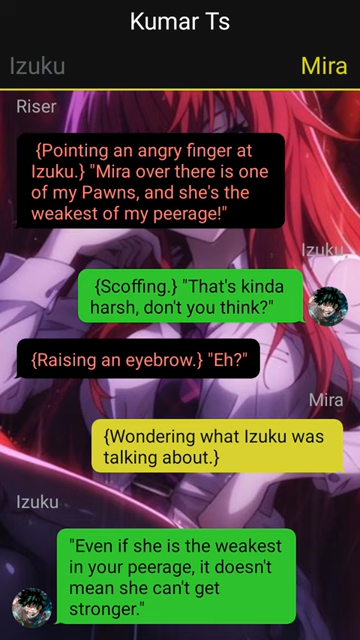 Kumar Ts
Izuku
Mira
Riser
{Pointing an angry finger at
Izuku.} "Mira over there is one
of my Pawns, and she's the
weakest of my peerage!"
Izuku
{Scoffing.} "That's kinda
harsh, don't you think?"
{Raising an eyebrow.} "Eh?"
Mira
{Wondering what Izuku was
talking about.}
Izuku
"Even if she is the weakest
in your peerage, it doesn't
mean she can't get
stronger."